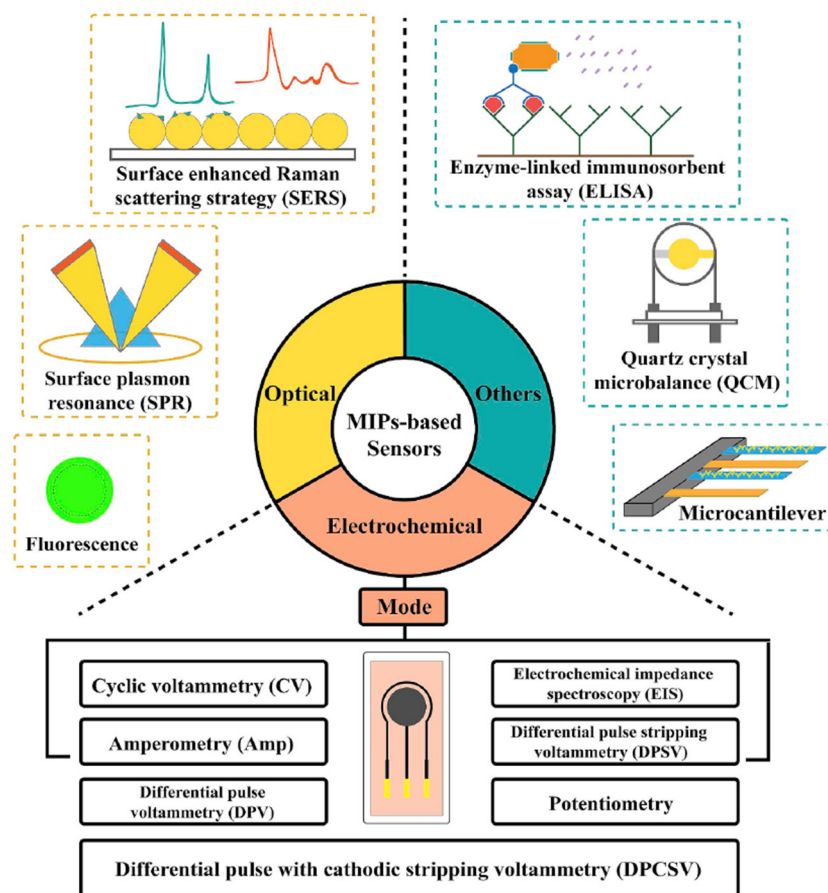 Surface enhanced Raman
scattering strategy (SERS)
Enzyme-linked immunosorbent
assay (ELISA)
Surface plasmon
resonance (SPR)
Quartz crystal
microbalance (QCM)
Fluorescence
Microcantilever
Optical
Others
MIPs-based
Sensors
Electrochemical
Mode
Cyclic voltammetry (CV)
Electrochemical impedance
spectroscopy (EIS)
Amperometry (Amp)
Differential pulse stripping
voltammetry (DPSV)
Differential pulse
voltammetry (DPV)
Potentiometry
Differential pulse with cathodic stripping voltammetry (DPCSV)